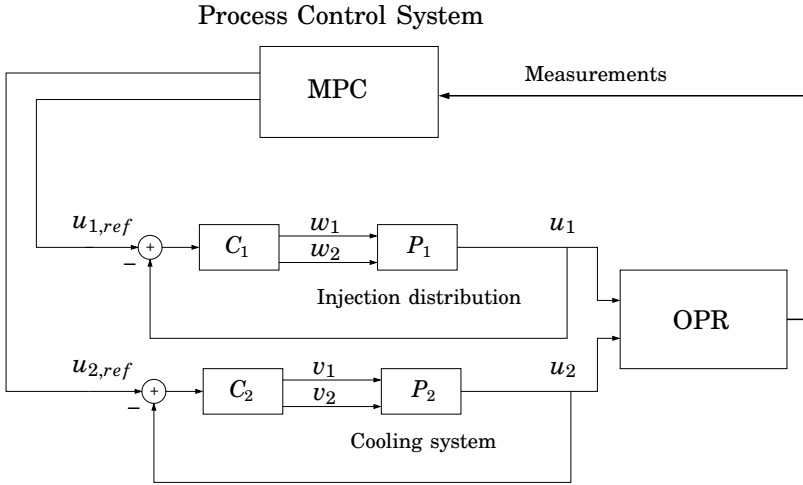 Process Control System
MPC
Measurements
u1,ref
+
−
C1
w1
w2
P1
u1
Injection distribution
OPR
u2,ref
+
−
C2
v1
v2
P2
u2
Cooling system